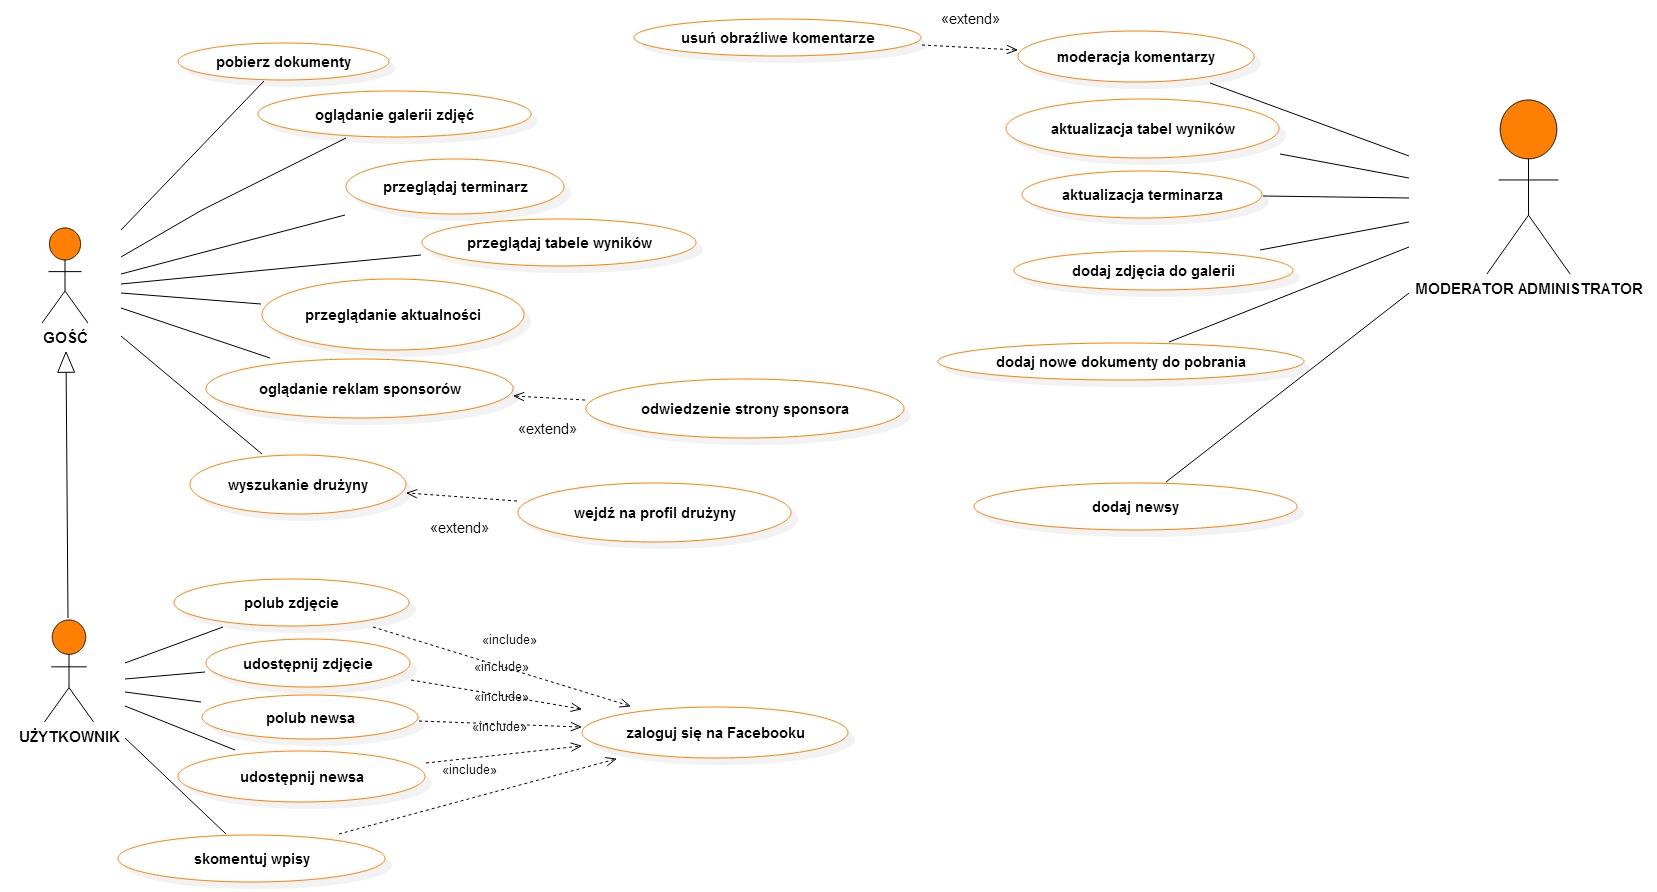 «extend»
usuń obraźliwe komentarze
moderacja komentarzy
pobierz dokumenty
oglądanie galerii zdjęć
aktualizacja tabel wyników
przeglądaj terminarz
aktualizacja terminarza
przeglądaj tabele wyników
dodaj zdjęcia do galerii
MODERATOR ADMINISTRATOR
przeglądanie aktualności
GOŚĆ
dodaj nowe dokumenty do pobrania
oglądanie reklam sponsorów
odwiedzenie strony sponsora
«extend»
wyszukanie drużyny
dodaj newsy
wejdź na profil drużyny
«extend»
polub zdjęcie
«include»
udostępnij zdjęcie
«include»
«include»
polub newsa
«include»
zaloguj się na Facebooku
UŻYTKOWNIK
«include»
udostępnij newsa
skomentuj wpisy